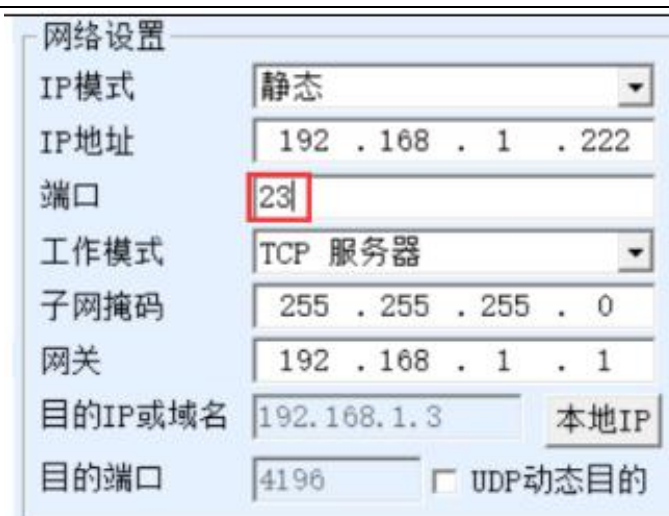 网络设置
IP模式 静态
IP地址 192 . 168 . 1 . 222
端口 23
工作模式 TCP 服务器
子网掩码 255 . 255 . 255 . 0
网关 192 . 168 . 1 . 1
目的IP或域名 192.168.1.3 本地IP
目的端口 4196 UDP动态目的